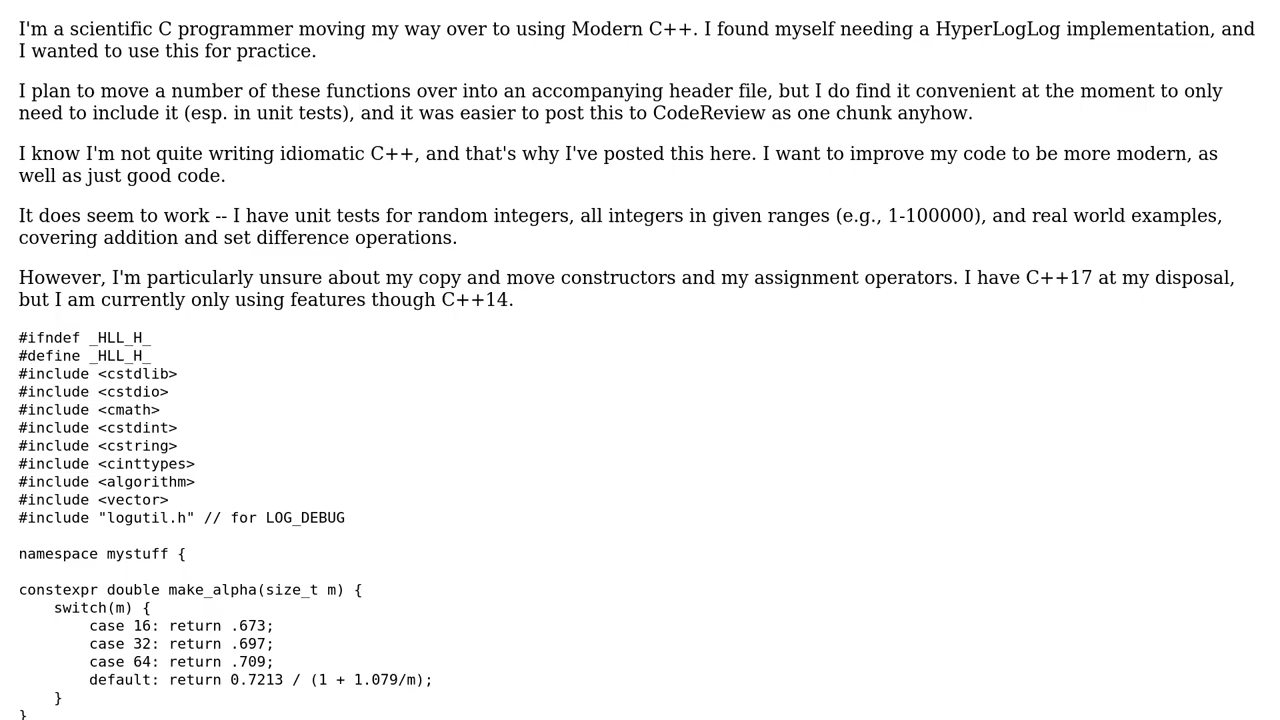 I'm a scientific C programmer moving my way over to using Modern C++. I found myself needing a HyperLogLog implementation, and
I wanted to use this for practice.
I plan to move a number of these functions over into an accompanying header file, but I do find it convenient at the moment to only
need to include it (esp. in unit tests), and it was easier to post this to CodeReview as one chunk anyhow.
I know I'm not quite writing idiomatic C++, and that's why I've posted this here. I want to improve my code to be more modern, as
well as just good code.
It does seem to work -- I have unit tests for random integers, all integers in given ranges (e.g., 1-100000), and real world examples,
covering addition and set difference operations.
However, I'm particularly unsure about my copy and move constructors and my assignment operators. I have C++17 at my disposal,
but I am currently only using features though C++14.
#ifndef _HLL_H_
#define _HLL_H_
#include <cstdlib>
#include <cstdio>
#include <cmath>
#include <cstdint>
#include <cstring>
#include <cinttypes>
#include <algorithm>
#include <vector>
#include "logutil.h" // for LOG_DEBUG
namespace mystuff {
constexpr double make_alpha(size_t m) {
    switch(m) {
        case 16: return .673;
        case 32: return .697;
        case 64: return .709;
        default: return 0.7213 / (1 + 1.079/m);
    }
}